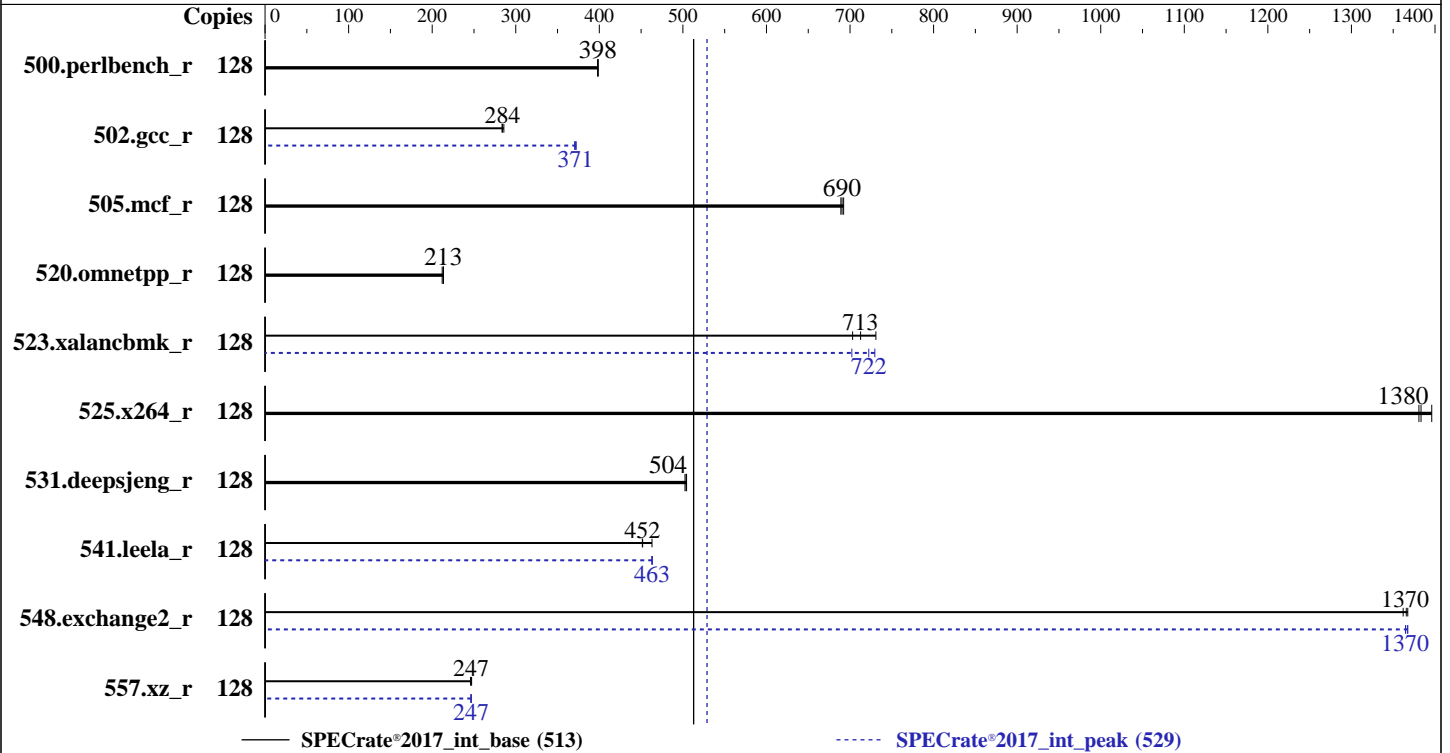 Copies 0 100 200 300 400 500 600 700 800 900 1000 1100 1200 1300 1400
398
500.perlbench_r 128
284
502.gcc_r 128
371
690
505.mcf_r 128
213
520.omnetpp_r 128
713
523.xalancbmk_r 128
722
1380
525.x264_r 128
504
531.deepsjeng_r 128
452
541.leela_r 128
463
1370
548.exchange2_r 128
1370
247
557.xz_r 128
247
SPECrate®2017_int_base (513) SPECrate®2017_int_peak (529)